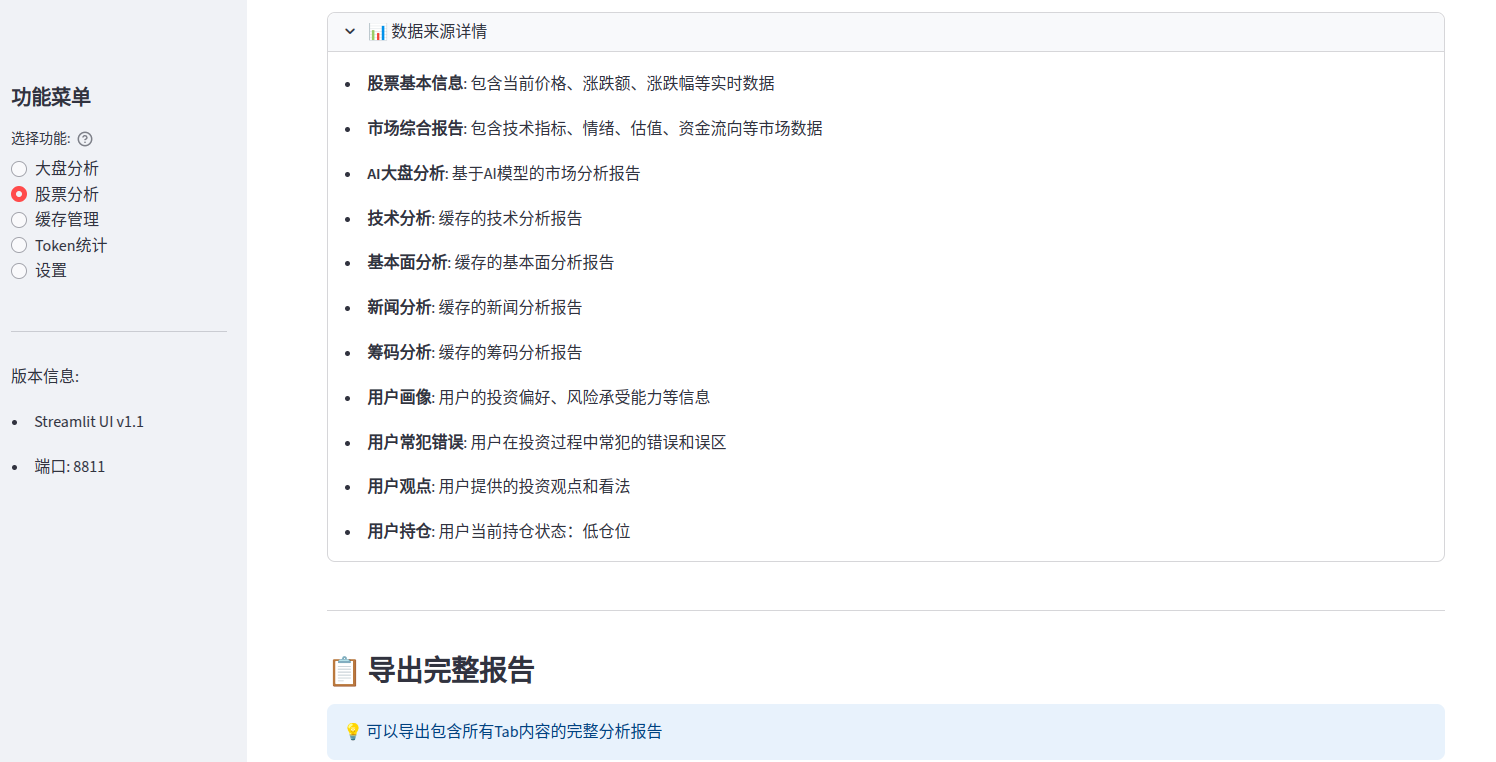 功能菜单
选择功能:
大盘分析
股票分析
缓存管理
Token统计
设置
版本信息:
Streamlit UI v1.1
端口: 8811
📊 数据来源详情
股票基本信息: 包含当前价格、涨跌额、涨跌幅等实时数据
市场综合报告: 包含技术指标、情绪、估值、资金流向等市场数据
AI大盘分析: 基于AI模型的市场分析报告
技术分析: 缓存的技术分析报告
基本面分析: 缓存的基本面分析报告
新闻分析: 缓存的新闻分析报告
筹码分析: 缓存的筹码分析报告
用户画像: 用户的投资偏好、风险承受能力等信息
用户常犯错误: 用户在投资过程中常犯的错误和误区
用户观点: 用户提供的投资观点和看法
用户持仓: 用户当前持仓状态：低仓位
📋 导出完整报告
💡 可以导出包含所有Tab内容的完整分析报告